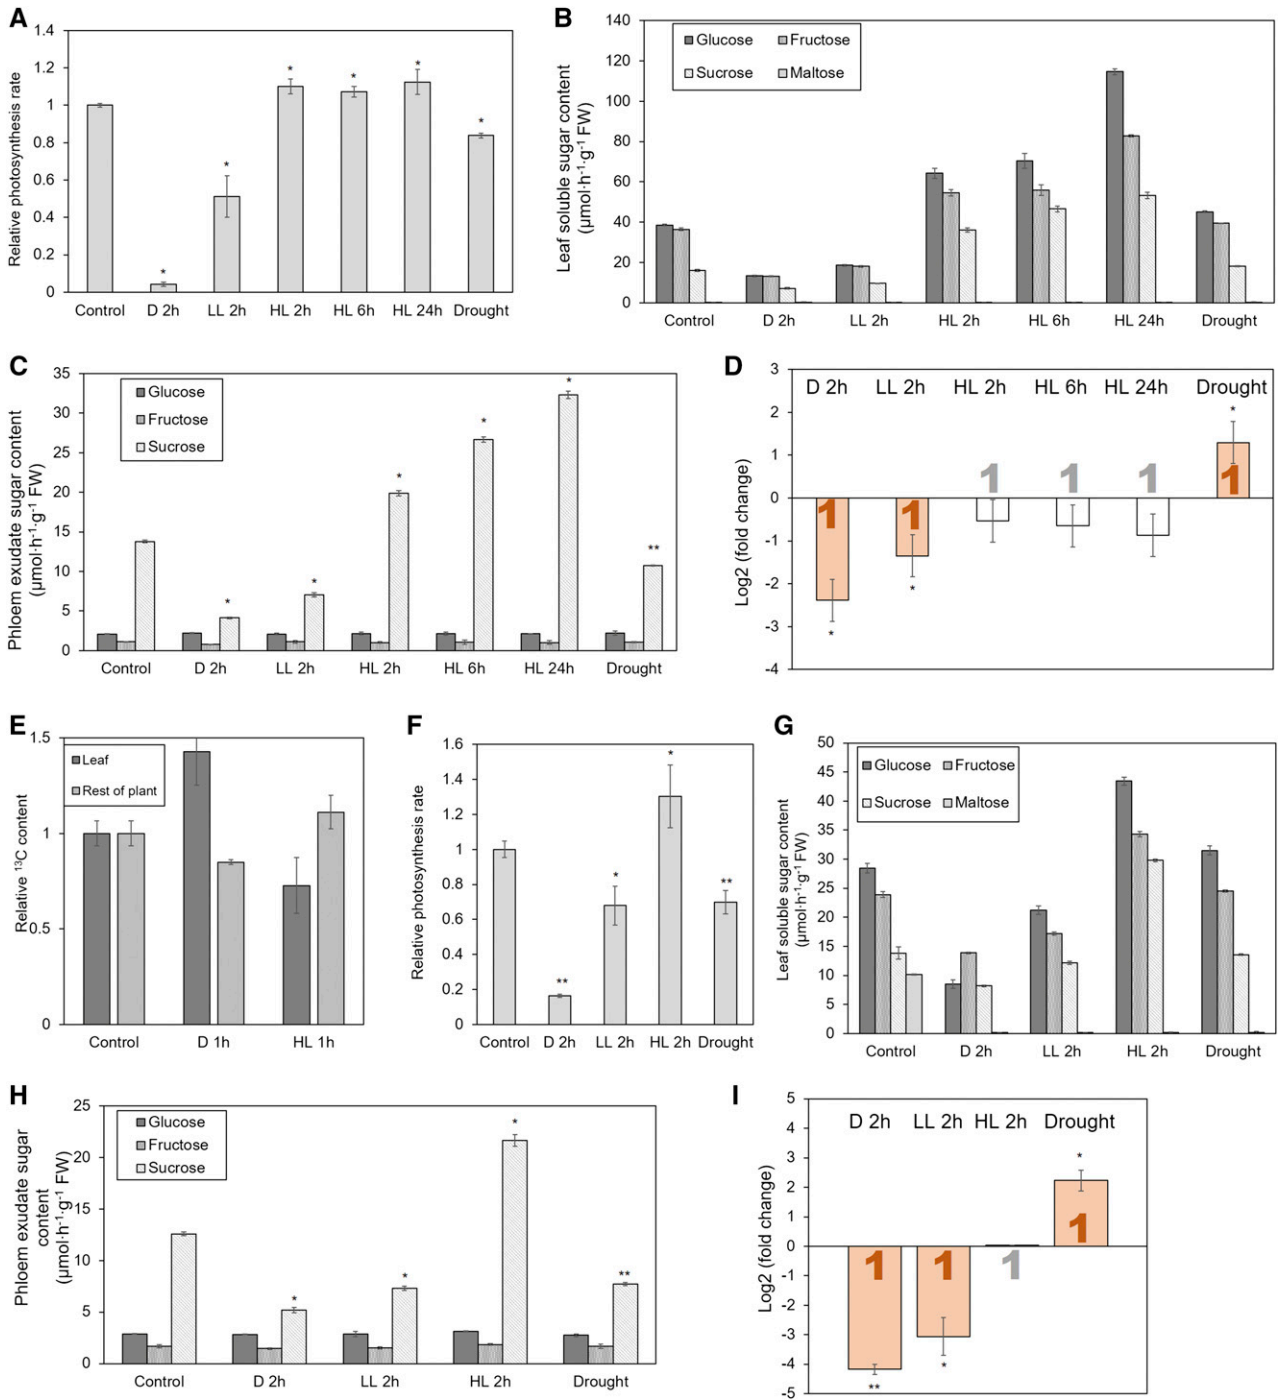 A
Relative photosynthesis rate
1.4
1.2
1
0.8
0.6
0.4
0.2
0
* * * * * *
Control D 2h LL 2h HL 2h HL 6h HL 24h Drought
B
Leaf soluble sugar content
(µmol·h⁻¹·g⁻¹ FW)
140
120
100
80
60
40
20
0
Glucose Fructose
Sucrose Maltose
Control D 2h LL 2h HL 2h HL 6h HL 24h Drought
C
Phloem exudate sugar content
(µmol·h⁻¹·g⁻¹ FW)
35
30
25
20
15
10
5
0
Glucose
Fructose
Sucrose
* * * * * **
Control D 2h LL 2h HL 2h HL 6h HL 24h Drought
D
Log2 (fold change)
3
2
1
0
-1
-2
-3
-4
D 2h LL 2h HL 2h HL 6h HL 24h Drought
1 1 1 1 1 1
* * *
E
Relative ¹³C content
1.5
1
0.5
0
Leaf
Rest of plant
Control D 1h HL 1h
F
Relative photosynthesis rate
1.6
1.4
1.2
1
0.8
0.6
0.4
0.2
0
** * * **
Control D 2h LL 2h HL 2h Drought
G
Leaf soluble sugar content
(µmol·h⁻¹·g⁻¹ FW)
50
45
40
35
30
25
20
15
10
5
0
Glucose Fructose
Sucrose Maltose
Control D 2h LL 2h HL 2h Drought
H
Phloem exudate sugar
content
(µmol·h⁻¹·g⁻¹ FW)
25
20
15
10
5
0
Glucose
Fructose
Sucrose
* * * **
Control D 2h LL 2h HL 2h Drought
I
Log2 (fold change)
5
4
3
2
1
0
-1
-2
-3
-4
-5
D 2h LL 2h HL 2h Drought
1 1 1 1
** * *